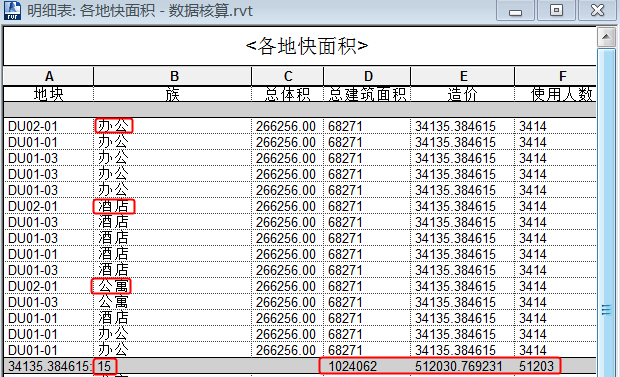 明细表: 各地快面积 - 数据核算.rvt
<各地快面积>
A B C D E F
地块 族 总体积 总建筑面积 造价 使用人数
DU02-01 办公 266256.00 68271 34135.384615 3414
DU01-01 办公 266256.00 68271 34135.384615 3414
DU01-03 办公 266256.00 68271 34135.384615 3414
DU01-03 办公 266256.00 68271 34135.384615 3414
DU01-03 办公 266256.00 68271 34135.384615 3414
DU02-01 酒店 266256.00 68271 34135.384615 3414
DU01-03 酒店 266256.00 68271 34135.384615 3414
DU01-03 酒店 266256.00 68271 34135.384615 3414
DU01-01 酒店 266256.00 68271 34135.384615 3414
DU01-03 酒店 266256.00 68271 34135.384615 3414
DU02-01 公寓 266256.00 68271 34135.384615 3414
DU01-03 公寓 266256.00 68271 34135.384615 3414
DU01-01 酒店 266256.00 68271 34135.384615 3414
DU01-01 办公 266256.00 68271 34135.384615 3414
DU01-01 办公 266256.00 68271 34135.384615 3414
34135.384615: 15 1024062 512030.769231 51203